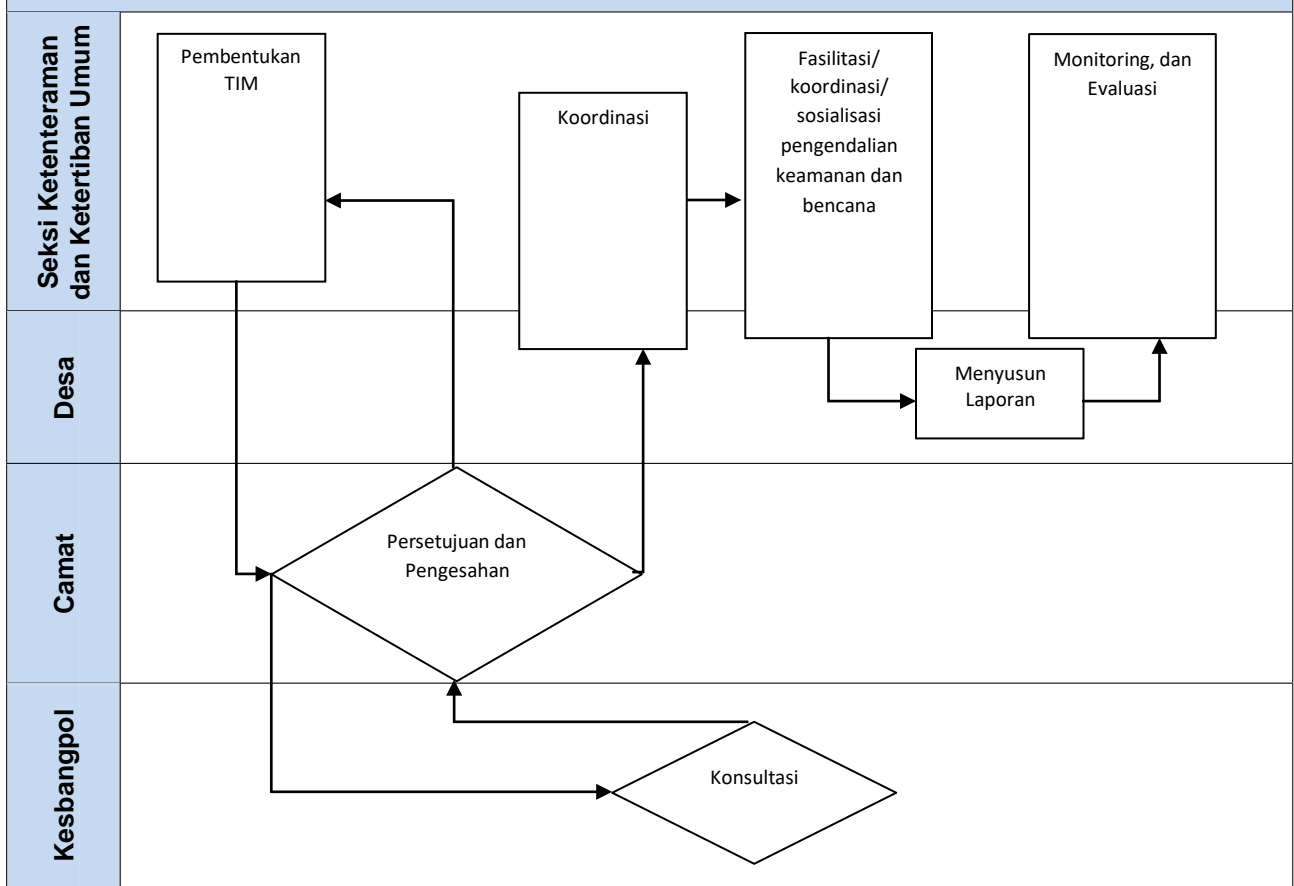 Seksi Ketenteraman
dan Ketertiban Umum
Pembentukan
TIM
Koordinasi
Fasilitasi/
koordinasi/
sosialisasi
pengendalian
keamanan dan
bencana
Monitoring, dan
Evaluasi
Desa
Menyusun
Laporan
Camat
Persetujuan dan
Pengesahan
Kesbangpol
Konsultasi